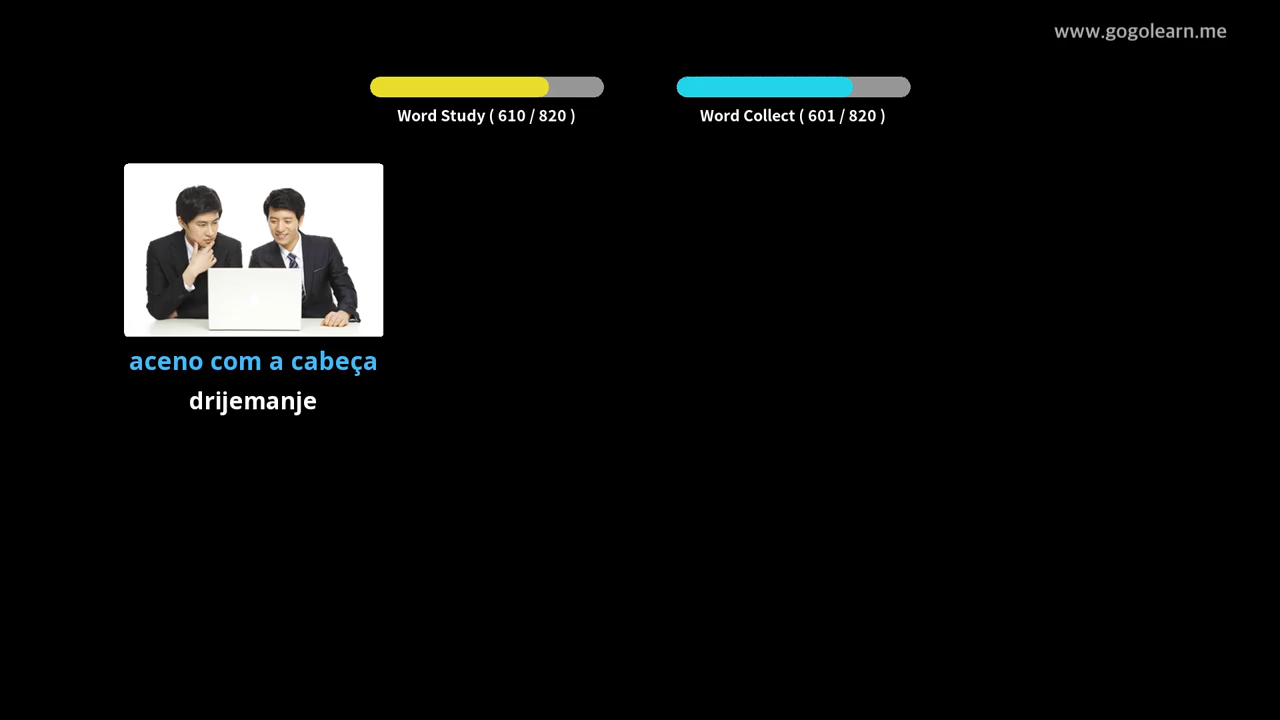 www.gogolearn.me
Word Study ( 610 / 820 )
Word Collect ( 601 / 820 )
aceno com a cabeça
drijemanje